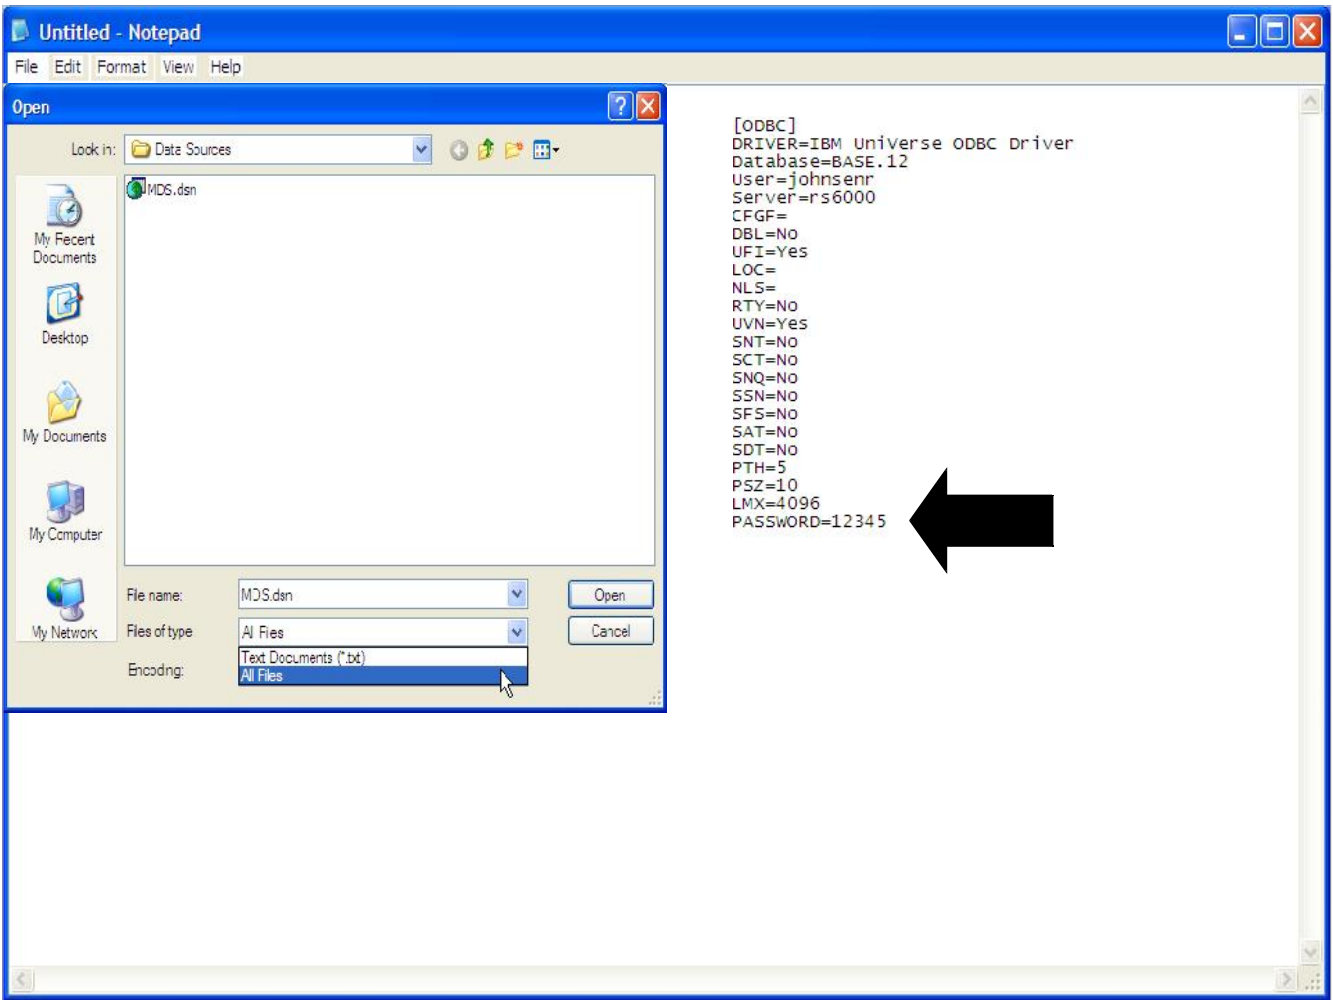 Untitled - Notepad
File Edit Format View Help
Open
Look in: Data Sources
MDS.dsn
My Recent
Documents
Desktop
My Documents
My Computer
My Network
File name: MDS.dsn
Open
Files of type All Files
Cancel
Text Documents (*.txt)
Encoding:
All Files
[ODBC]
DRIVER=IBM UniVerse ODBC Driver
Database=BASE.12
User=johnsenr
Server=rs6000
CFGF=
DBL=No
UFI=Yes
LOC=
NLS=
RTY=No
UVN=Yes
SNT=No
SCT=No
SNQ=No
SSN=No
SFS=No
SAT=No
SDT=No
PTH=5
PSZ=10
LMX=4096
PASSWORD=12345